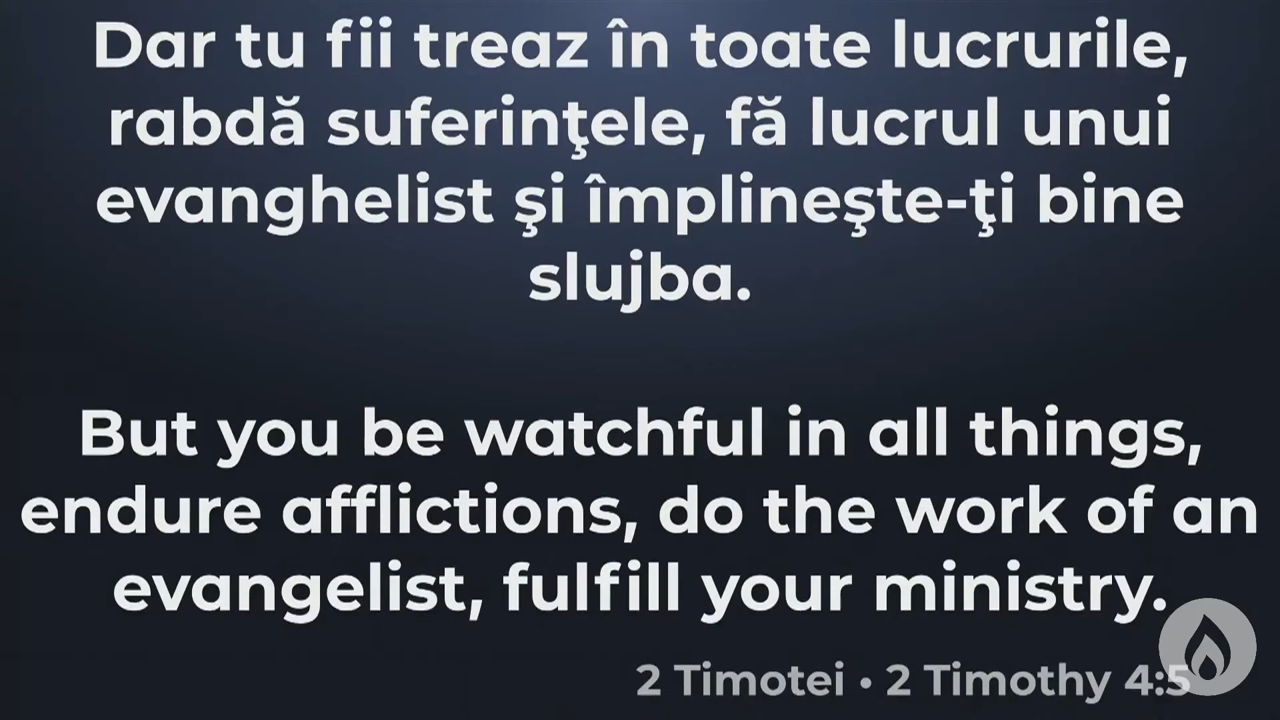 Dar tu fii treaz în toate lucrurile,
rabdă suferinţele, fă lucrul unui
evanghelist şi împlineşte-ţi bine
slujba.
But you be watchful in all things,
endure afflictions, do the work of an
evangelist, fulfill your ministry.
2 Timotei • 2 Timothy 4:5